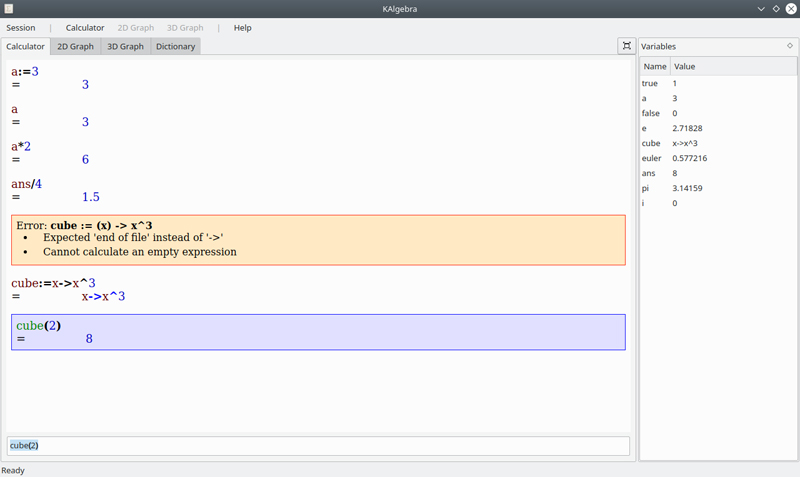 KAlgebra
Session | Calculator 2D Graph 3D Graph | Help
Calculator 2D Graph 3D Graph Dictionary
a:=3
= 3
a
= 3
a*2
= 6
ans/4
= 1.5
Error: cube := (x) -> x^3
• Expected 'end of file' instead of '->'
• Cannot calculate an empty expression
cube:=x->x^3
= x->x^3
cube(2)
= 8
cube(2)
Variables
Name Value
true 1
a 3
false 0
e 2.71828
cube x->x^3
euler 0.577216
ans 8
pi 3.14159
i 0
Ready